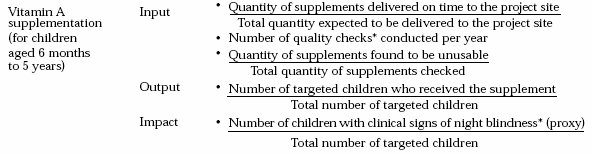 Vitamin A supplementation (for children aged 6 months to 5 years)
Input
• Quantity of supplements delivered on time to the project site
Total quantity expected to be delivered to the project site
• Number of quality checks* conducted per year
• Quantity of supplements found to be unusable
Total quantity of supplements checked
Output
• Number of targeted children who received the supplement
Total number of targeted children
Impact
• Number of children with clinical signs of night blindness* (proxy)
Total number of targeted children